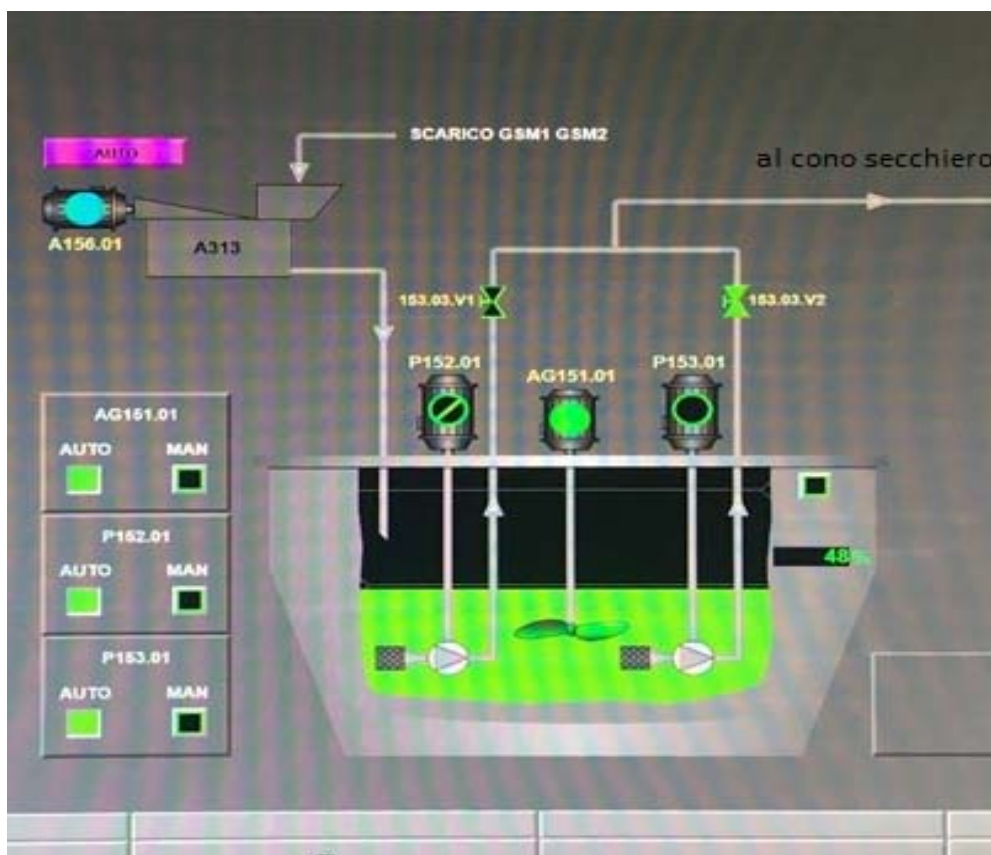 SCARICO GSM1 GSM2
AUTO
al cono secchiero
A156.01
A313
153.03.V1
153.03.V2
P152.01
AG151.01
P153.01
AG151.01
AUTO MAN
P152.01
AUTO MAN
P153.01
AUTO MAN
48%